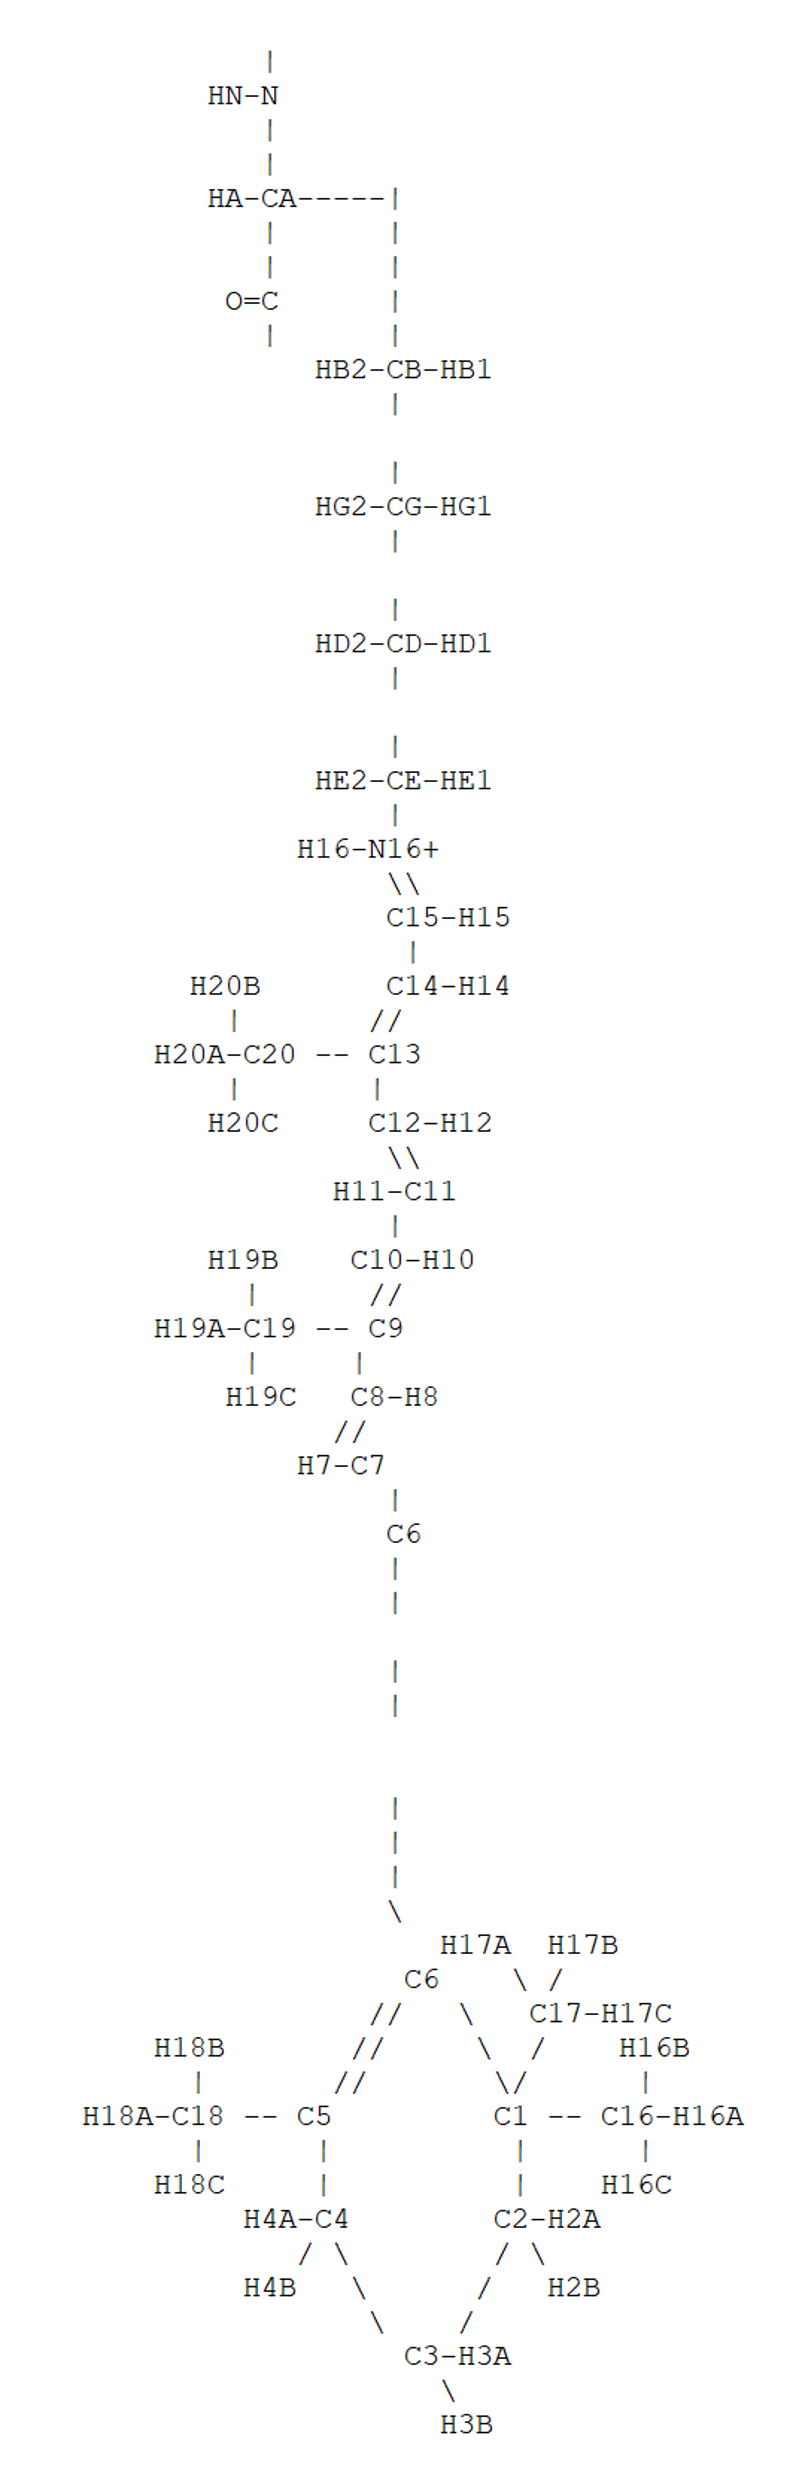 |
        HN-N
            |
            |
        HA-CA-----|
            |      |
            |      |
         O=C       |
            |      |
              HB2-CB-HB1
                   |

                   |
              HG2-CG-HG1
                   |

                   |
              HD2-CD-HD1
                   |

                   |
              HE2-CE-HE1
                   |
             H16-N16+
                  \\
                  C15-H15
                    |
       H20B       C14-H14
         |       //
     H20A-C20 -- C13
         |       |
        H20C     C12-H12
                  \\
               H11-C11
                  |
        H19B    C10-H10
          |      //
     H19A-C19 -- C9
          |     |
         H19C   C8-H8
               //
             H7-C7
                  |
                  C6
                  |
                  |

                  |
                  |


                  |
                  |
                  |
                  \
                     H17A  H17B
                   C6    \ /
                 //   \   C17-H17C
     H18B       //     \  /    H16B
       |       //       \/      |
 H18A-C18 -- C5         C1 -- C16-H16A
       |      |          |      |
     H18C     |          |    H16C
          H4A-C4        C2-H2A
             / \        / \
          H4B   \      /   H2B
                 \    /
                   C3-H3A
                     \
                     H3B